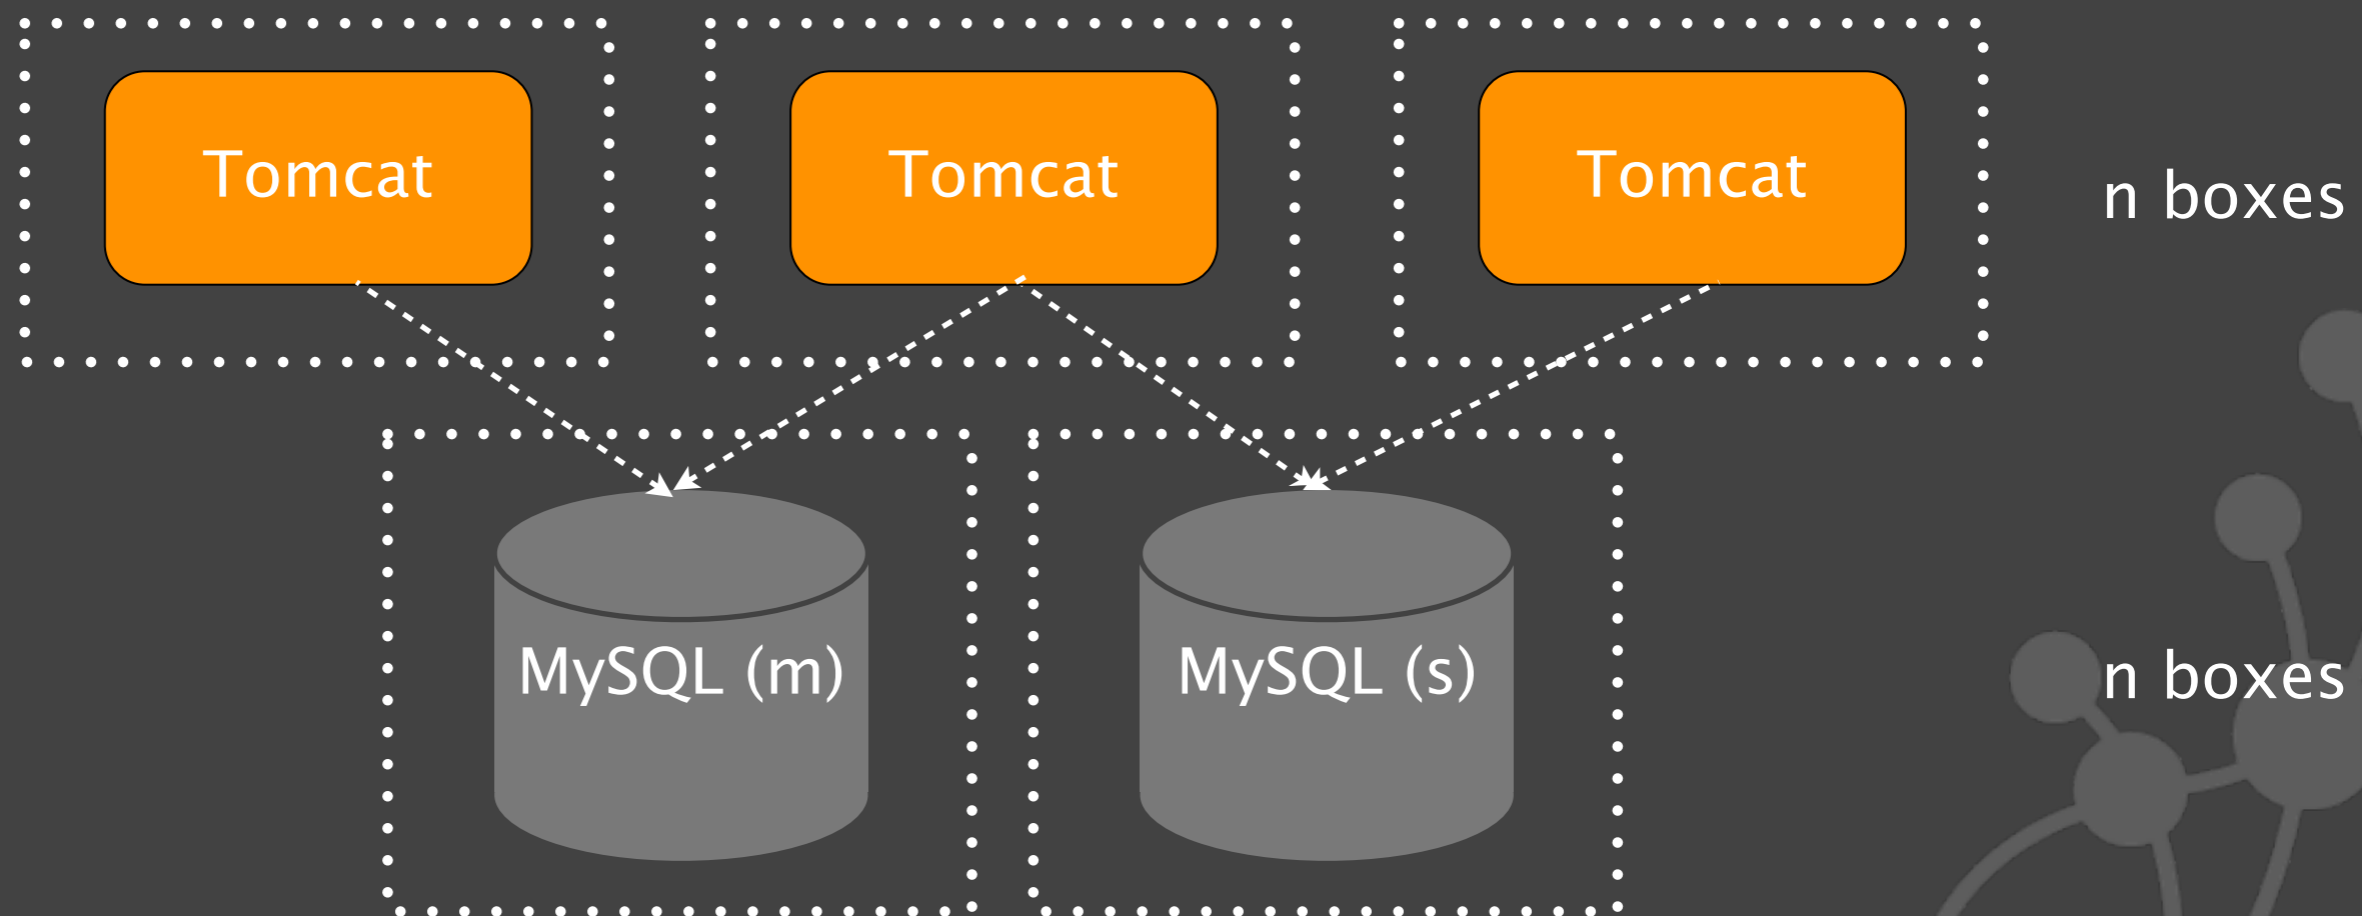 Tomcat
Tomcat
Tomcat
n boxes
MySQL (m)
MySQL (s)
n boxes